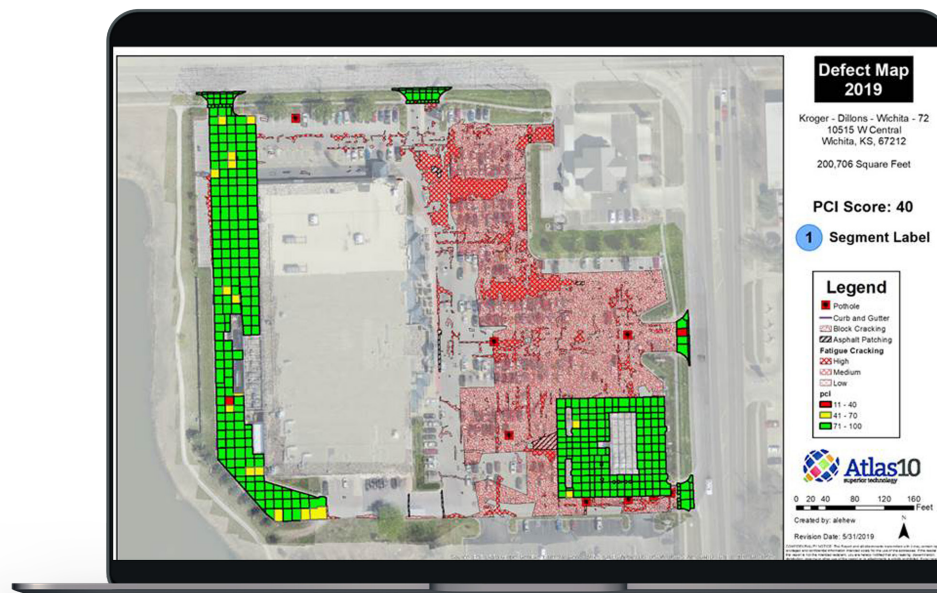 Defect Map
2019
Kroger - Dillons - Wichita - 72
10515 W Central
Wichita, KS, 67212
200,706 Square Feet
PCI Score: 40
1 Segment Label
Legend
Pothole
Curb and Gutter
Block Cracking
Asphalt Patching
Fatigue Cracking
High
Medium
Low
pci
11 - 40
41 - 70
71 - 100
Atlas10
superior technology
0 20 40 80 120 160
Feet
N
Created by: alehew
Revision Date: 5/31/2019